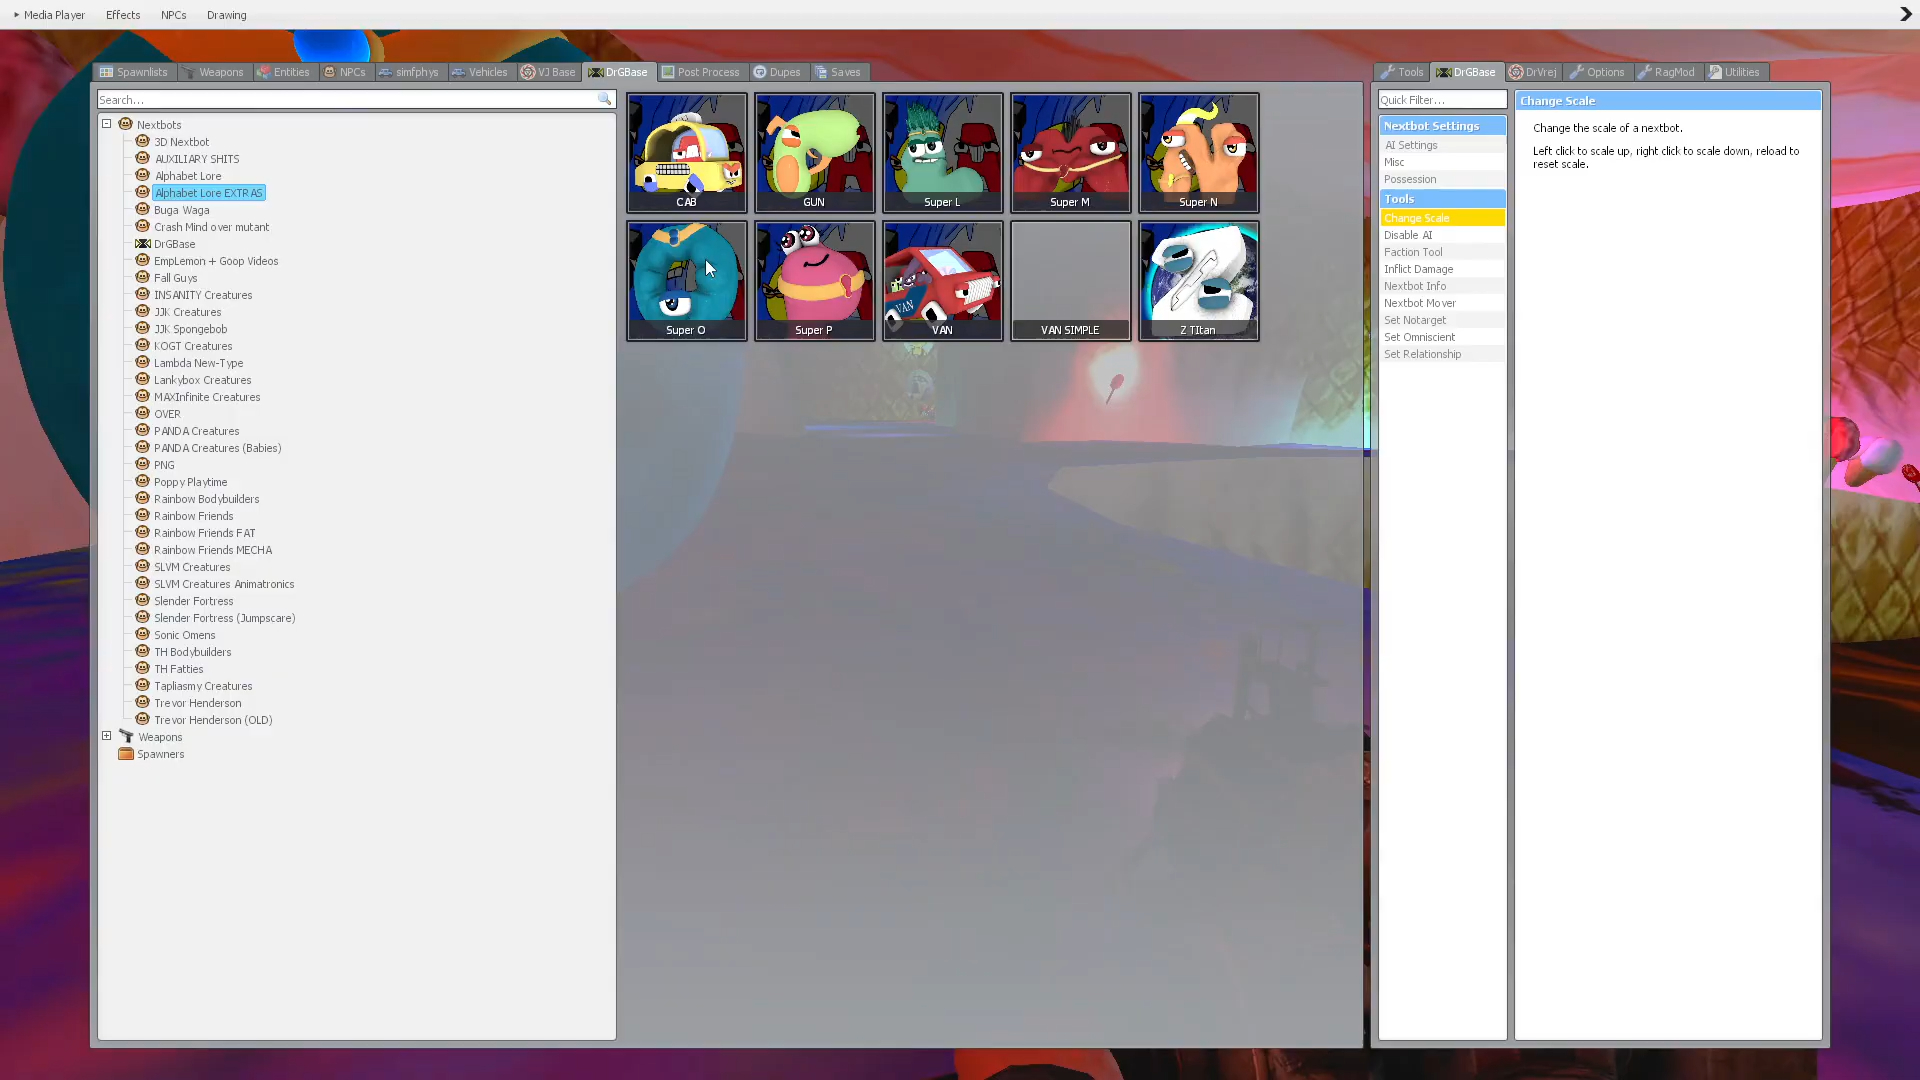 Media Player Effects NPCs Drawing
Spawnlists Weapons Entities NPCs simfphys Vehicles VJ Base DrGBase Post Process Dupes Saves
Search...
Nextbots
3D Nextbot
AUXILIARY SHITS
Alphabet Lore
Alphabet Lore EXTRAS
Buga Waga
Crash Mind over mutant
DrGBase
EmpLemon + Goop Videos
Fall Guys
INSANITY Creatures
JJK Creatures
JJK Spongebob
KOGT Creatures
Lambda New-Type
Lankybox Creatures
MAXInfinite Creatures
OVER
PANDA Creatures
PANDA Creatures (Babies)
PNG
Poppy Playtime
Rainbow Bodybuilders
Rainbow Friends
Rainbow Friends FAT
Rainbow Friends MECHA
SLVM Creatures
SLVM Creatures Animatronics
Slender Fortress
Slender Fortress (Jumpscare)
Sonic Omens
TH Bodybuilders
TH Fatties
Tapliasmy Creatures
Trevor Henderson
Trevor Henderson (OLD)
Weapons
Spawners
CAB GUN Super L Super M Super N
VAN
Super O Super P VAN VAN SIMPLE Z TItan
Tools DrGBase DrVrej Options RagMod Utilities
Quick Filter...
Nextbot Settings
AI Settings
Misc
Possession
Tools
Change Scale
Disable AI
Faction Tool
Inflict Damage
Nextbot Info
Nextbot Mover
Set Notarget
Set Omniscient
Set Relationship
Change Scale
Change the scale of a nextbot.
Left click to scale up, right click to scale down, reload to
reset scale.